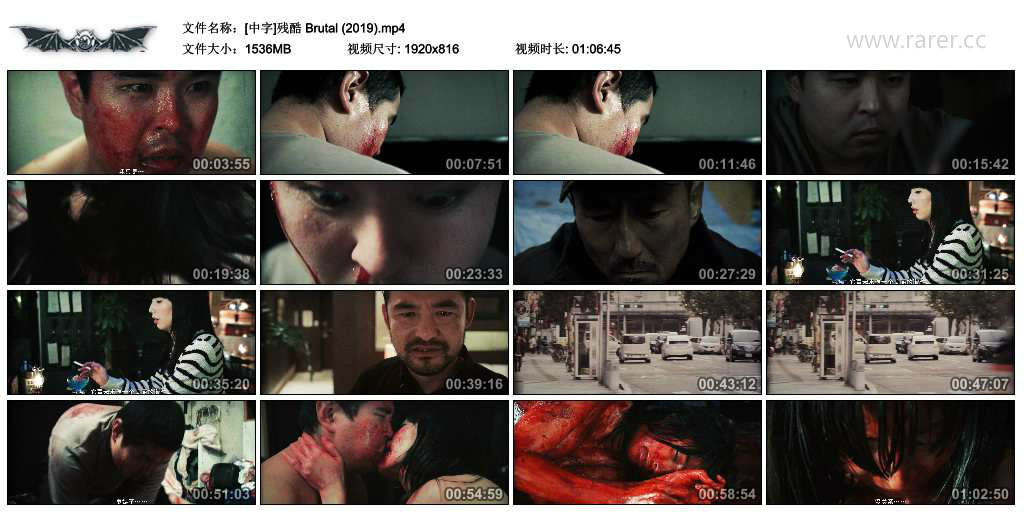 文件名称: [中字]残酷 Brutal (2019).mp4
文件大小: 1536MB 视频尺寸: 1920x816 视频时长: 01:06:45
www.rarer.cc
00:03:55 00:07:51 00:11:46 00:15:42
00:19:38 00:23:33 00:27:29 00:31:25
00:35:20 00:39:16 00:43:12 00:47:07
00:51:03 00:54:59 00:58:54 01:02:50